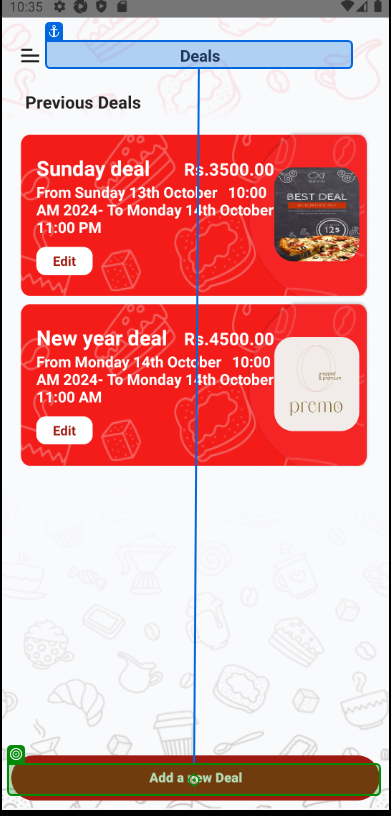 10:35
Deals
Previous Deals
Sunday deal Rs.3500.00
From Sunday 13th October 10:00
AM 2024- To Monday 14th October
11:00 PM
Edit
BEST DEAL
12$
New year deal Rs.4500.00
From Monday 14th October 10:00
AM 2024- To Monday 14th October
11:00 AM
Edit
premo
Add a new Deal